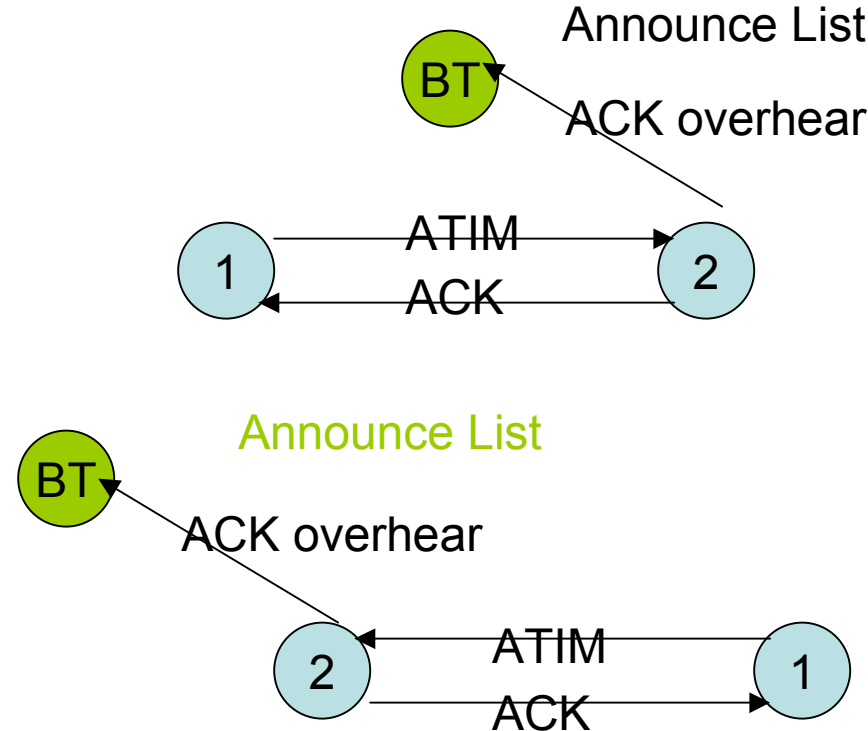 Announce List
BT
ACK overhear
ATIM
1
2
ACK
Announce List
BT
ACK overhear
ATIM
2
1
ACK